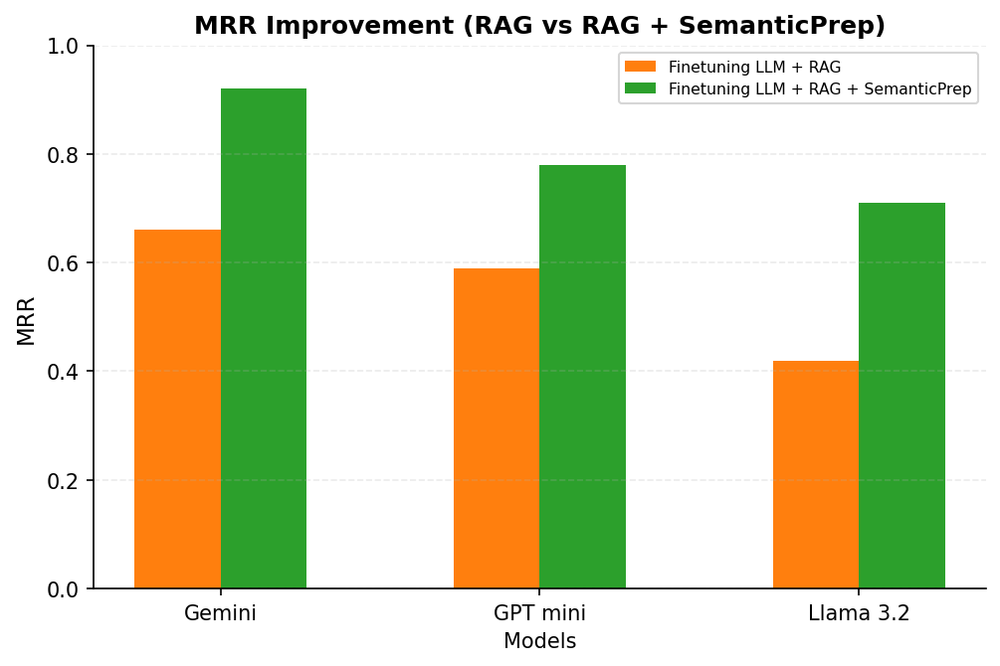 MRR Improvement (RAG vs RAG + SemanticPrep)
Finetuning LLM + RAG
Finetuning LLM + RAG + SemanticPrep
1.0
0.8
0.6
0.4
0.2
0.0
MRR
Gemini
GPT mini
Llama 3.2
Models